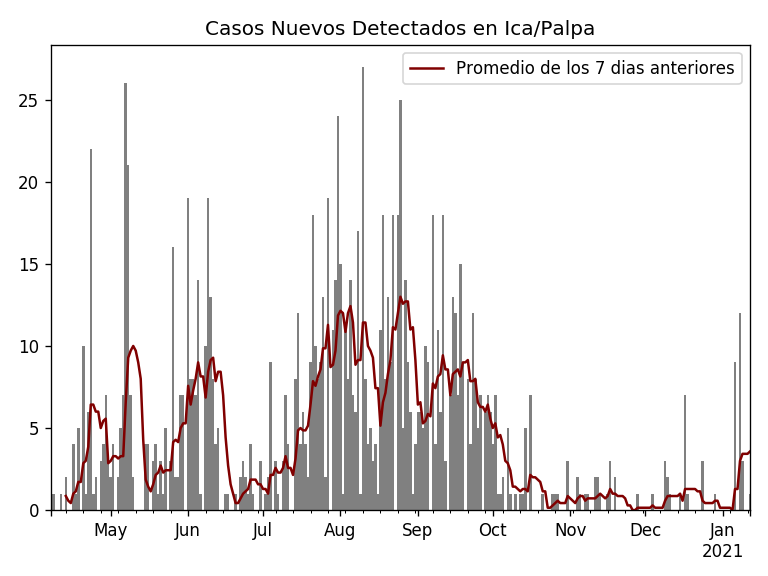 Casos Nuevos Detectados en Ica/Palpa
Promedio de los 7 dias anteriores
25
20
15
10
5
0
May Jun Jul Aug Sep Oct Nov Dec Jan
2021